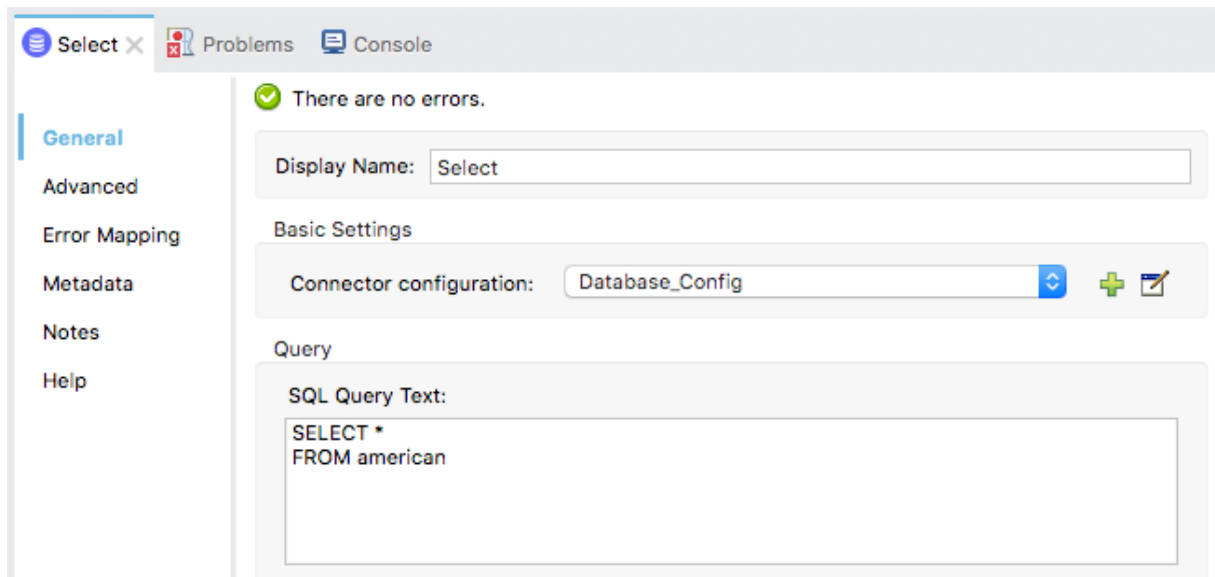 Select Problems Console
There are no errors.
General
Display Name: Select
Advanced
Error Mapping
Basic Settings
Metadata
Connector configuration: Database_Config
Notes
Query
Help
SQL Query Text:
SELECT *
FROM american